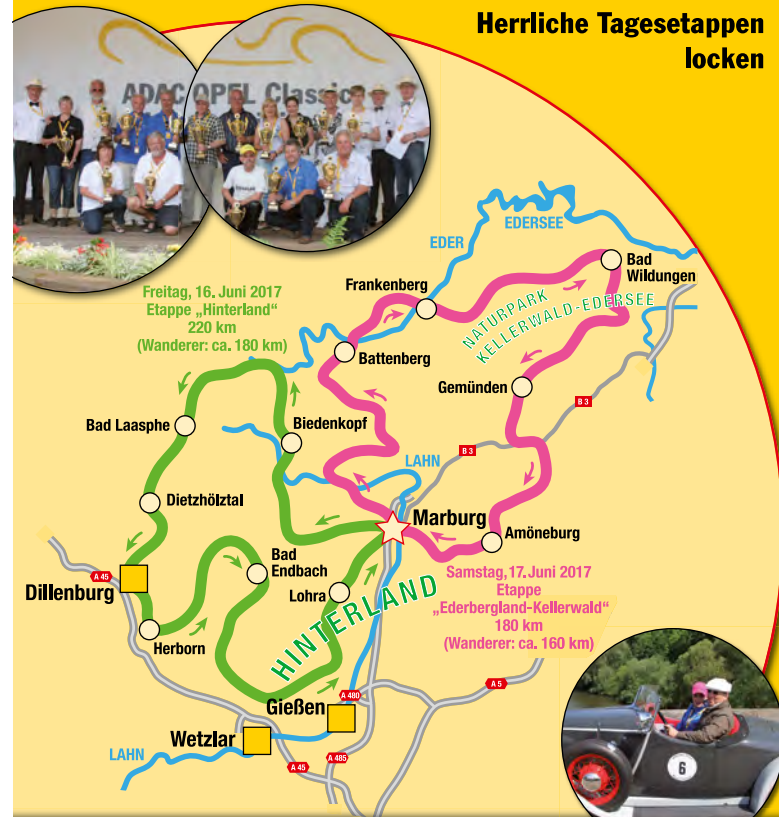 Herrliche Tagesetappen
locken
ADAC OPEL Classic
EDERSEE
EDER
Bad
Wildungen
Frankenberg
NATURPARK
KELLERWALD-EDERSEE
Freitag, 16. Juni 2017
Etappe „Hinterland“
220 km
(Wanderer: ca. 180 km)
Battenberg
Gemünden
B 3
Bad Laasphe
Biedenkopf
B 3
LAHN
Dietzhölztal
Marburg
Amöneburg
A 45
Dillenburg
Bad
Endbach
Lohra
HINTERLAND
Samstag, 17. Juni 2017
Etappe
„Ederbergland-Kellerwald“
180 km
(Wanderer: ca. 160 km)
Herborn
A 480
A 5
Gießen
Wetzlar
LAHN
A 45
A 485
6